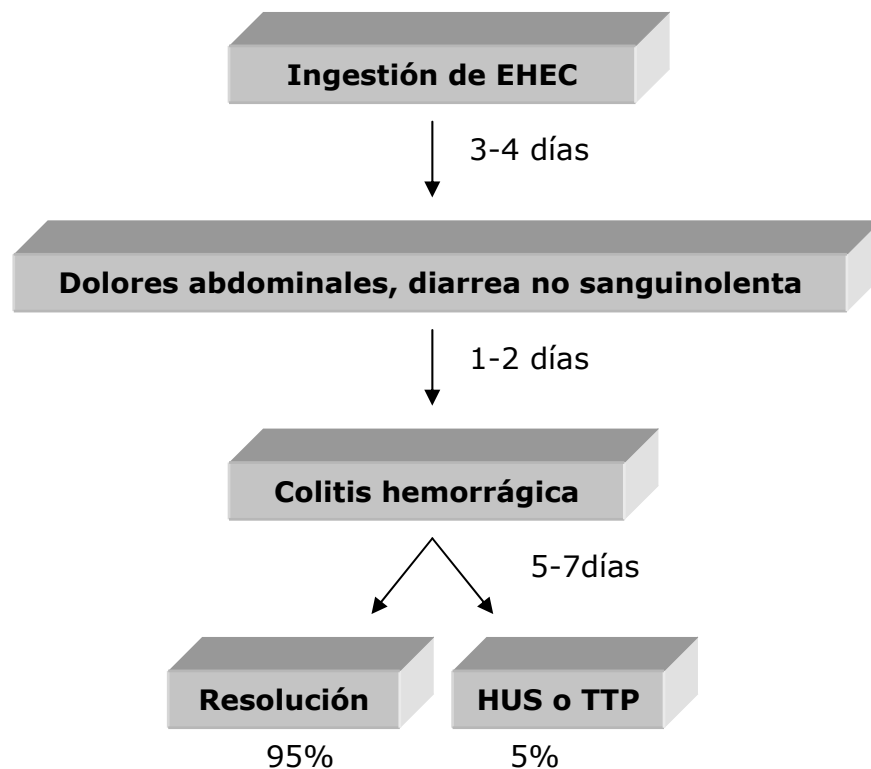 Ingestión de EHEC
3-4 días
Dolores abdominales, diarrea no sanguinolenta
1-2 días
Colitis hemorrágica
5-7días
Resolución
HUS o TTP
95%
5%